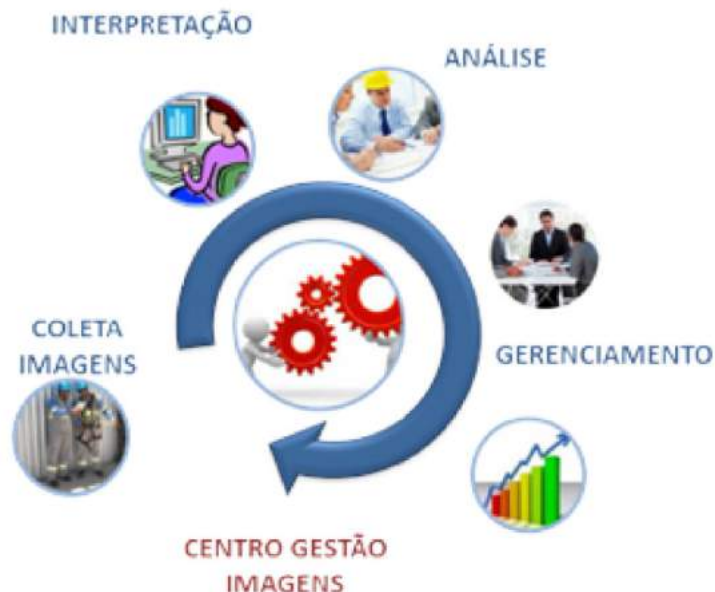 INTERPRETAÇÃO
ANÁLISE
COLETA
IMAGENS
GERENCIAMENTO
CENTRO GESTÃO
IMAGENS